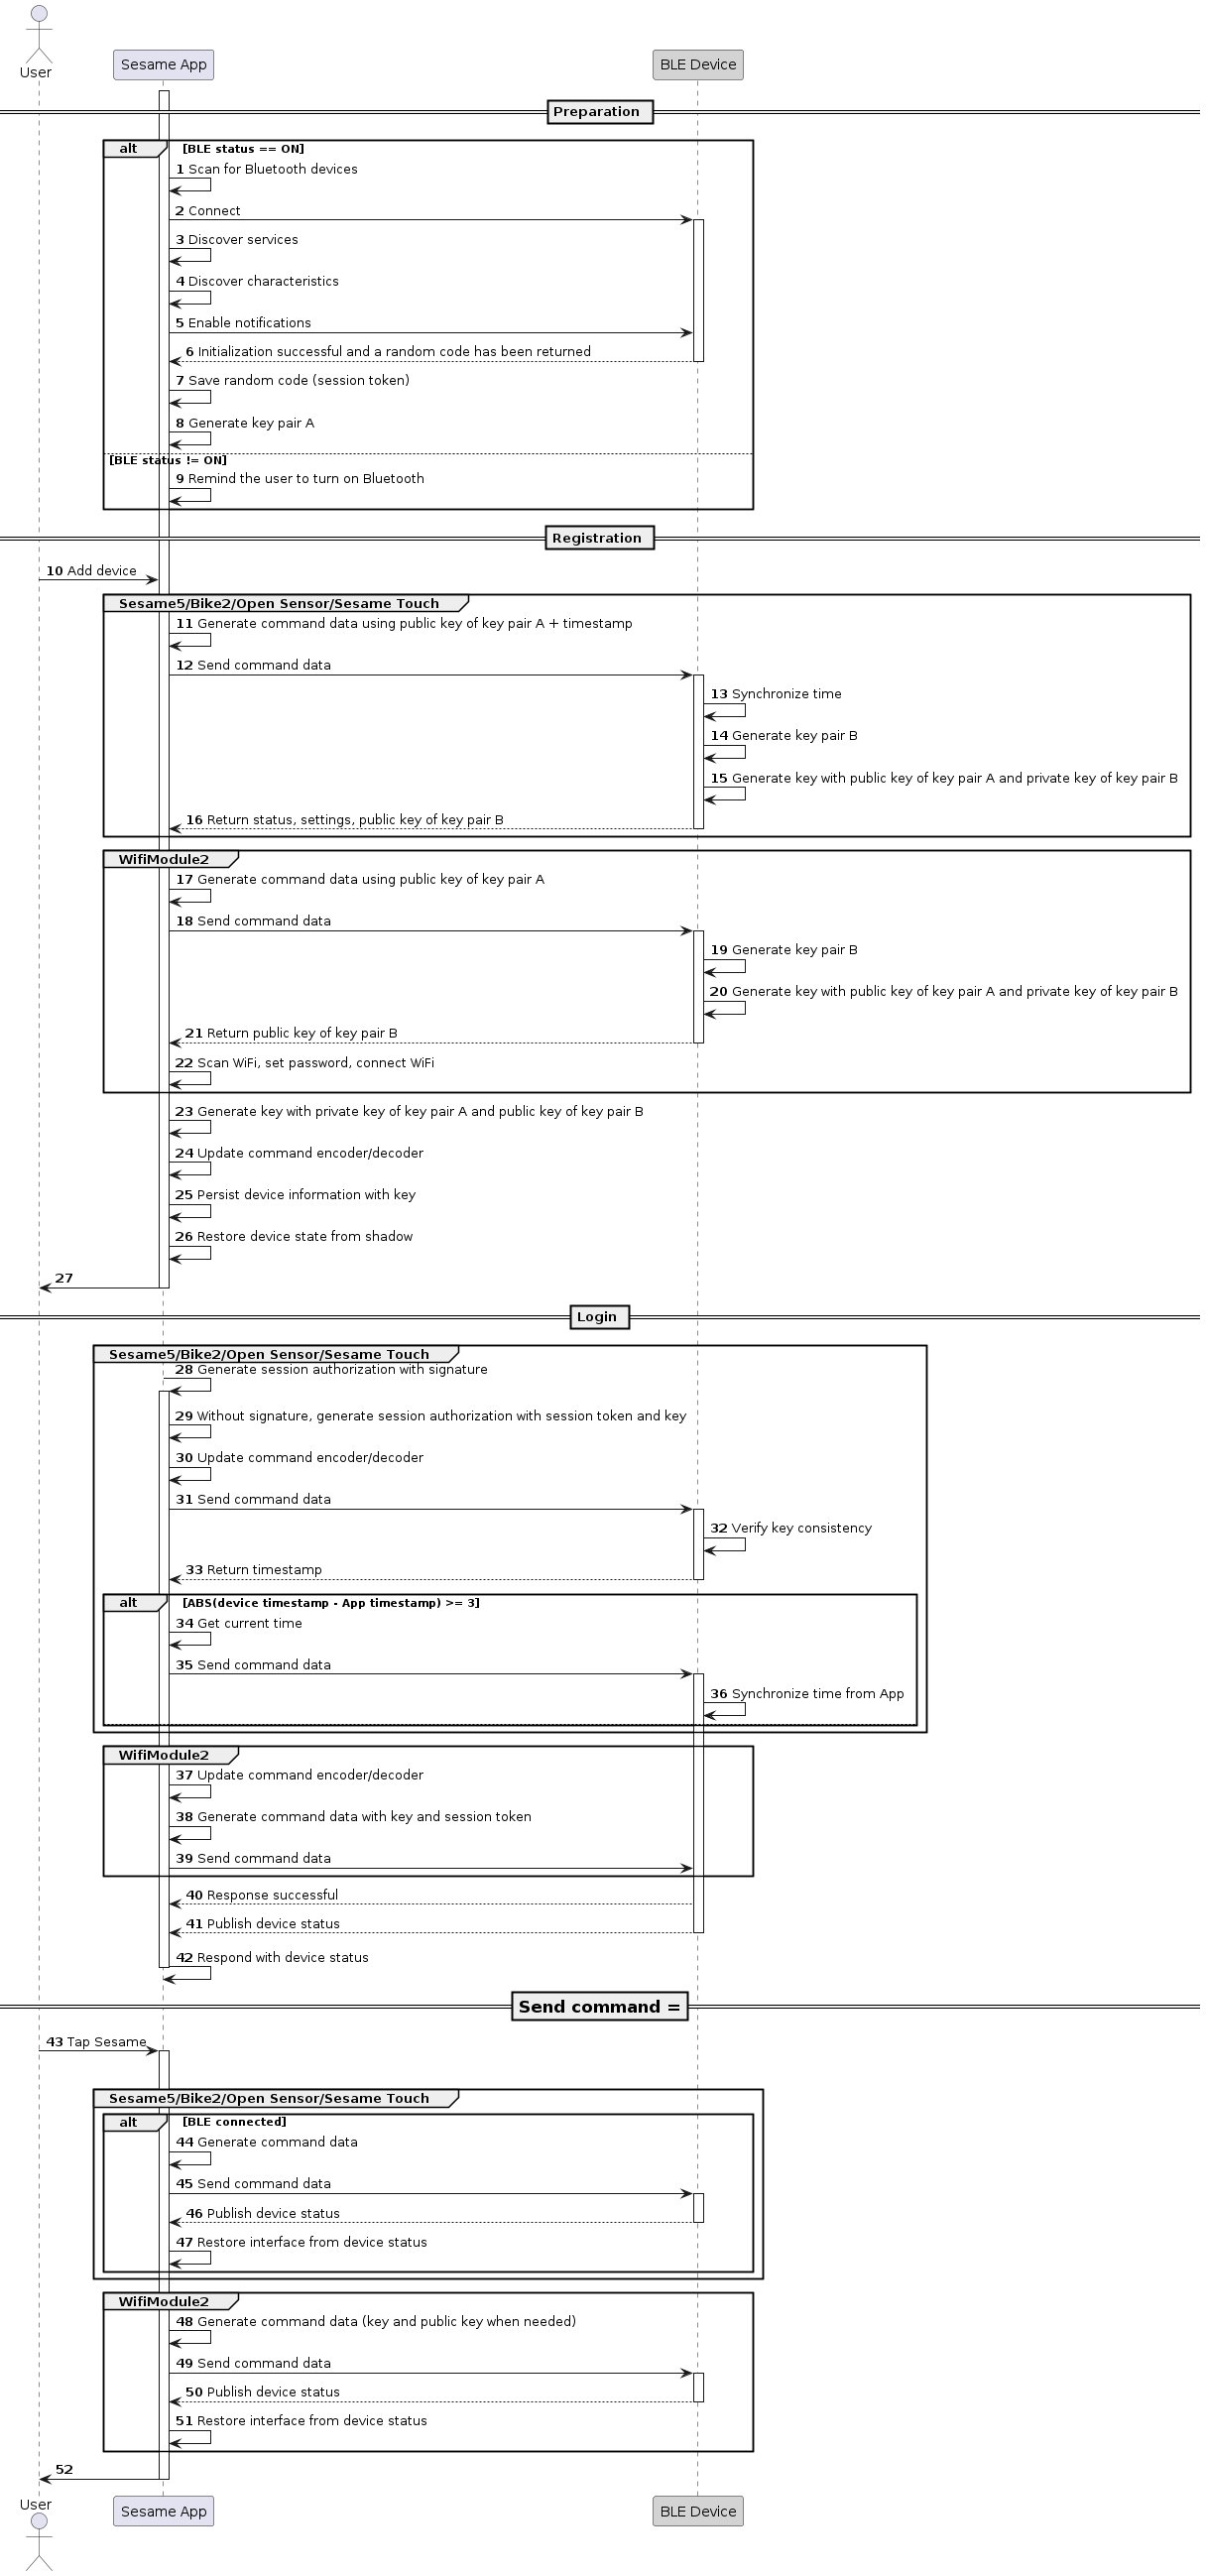 User
Sesame App
BLE Device
Preparation
alt [BLE status == ON]
1 Scan for Bluetooth devices
2 Connect
3 Discover services
4 Discover characteristics
5 Enable notifications
6 Initialization successful and a random code has been returned
7 Save random code (session token)
8 Generate key pair A
[BLE status != ON]
9 Remind the user to turn on Bluetooth
Registration
10 Add device
Sesame5/Bike2/Open Sensor/Sesame Touch
11 Generate command data using public key of key pair A + timestamp
12 Send command data
13 Synchronize time
14 Generate key pair B
15 Generate key with public key of key pair A and private key of key pair B
16 Return status, settings, public key of key pair B
WifiModule2
17 Generate command data using public key of key pair A
18 Send command data
19 Generate key pair B
20 Generate key with public key of key pair A and private key of key pair B
21 Return public key of key pair B
22 Scan WiFi, set password, connect WiFi
23 Generate key with private key of key pair A and public key of key pair B
24 Update command encoder/decoder
25 Persist device information with key
26 Restore device state from shadow
27
Login
Sesame5/Bike2/Open Sensor/Sesame Touch
28 Generate session authorization with signature
29 Without signature, generate session authorization with session token and key
30 Update command encoder/decoder
31 Send command data
32 Verify key consistency
33 Return timestamp
alt [ABS(device timestamp - App timestamp) >= 3]
34 Get current time
35 Send command data
36 Synchronize time from App
WifiModule2
37 Update command encoder/decoder
38 Generate command data with key and session token
39 Send command data
40 Response successful
41 Publish device status
42 Respond with device status
Send command =
43 Tap Sesame
Sesame5/Bike2/Open Sensor/Sesame Touch
alt [BLE connected]
44 Generate command data
45 Send command data
46 Publish device status
47 Restore interface from device status
WifiModule2
48 Generate command data (key and public key when needed)
49 Send command data
50 Publish device status
51 Restore interface from device status
52
User
Sesame App
BLE Device